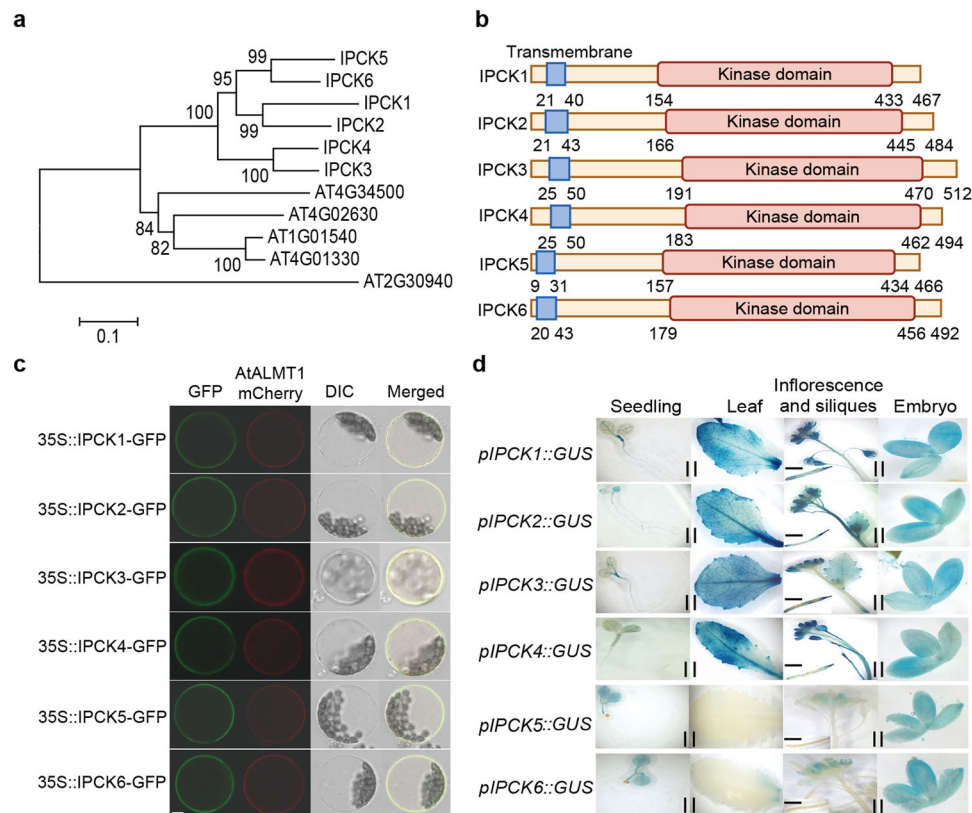 a
99
IPCK5
95
IPCK6
100
IPCK1
99
IPCK2
IPCK4
100
IPCK3
AT4G34500
84
AT4G02630
82
AT1G01540
100
AT4G01330
AT2G30940
0.1
b
Transmembrane
IPCK1
Kinase domain
21 40 154 433 467
IPCK2
Kinase domain
21 43 166 445 484
IPCK3
Kinase domain
25 50 191 470 512
IPCK4
Kinase domain
25 50 183 462 494
IPCK5
Kinase domain
9 31 157 434 466
IPCK6
Kinase domain
20 43 179 456 492
c
AtALMT1
GFP mCherry DIC Merged
35S::IPCK1-GFP
35S::IPCK2-GFP
35S::IPCK3-GFP
35S::IPCK4-GFP
35S::IPCK5-GFP
35S::IPCK6-GFP
d
Inflorescence
Seedling Leaf and siliques Embryo
pIPCK1::GUS
pIPCK2::GUS
pIPCK3::GUS
pIPCK4::GUS
pIPCK5::GUS
pIPCK6::GUS